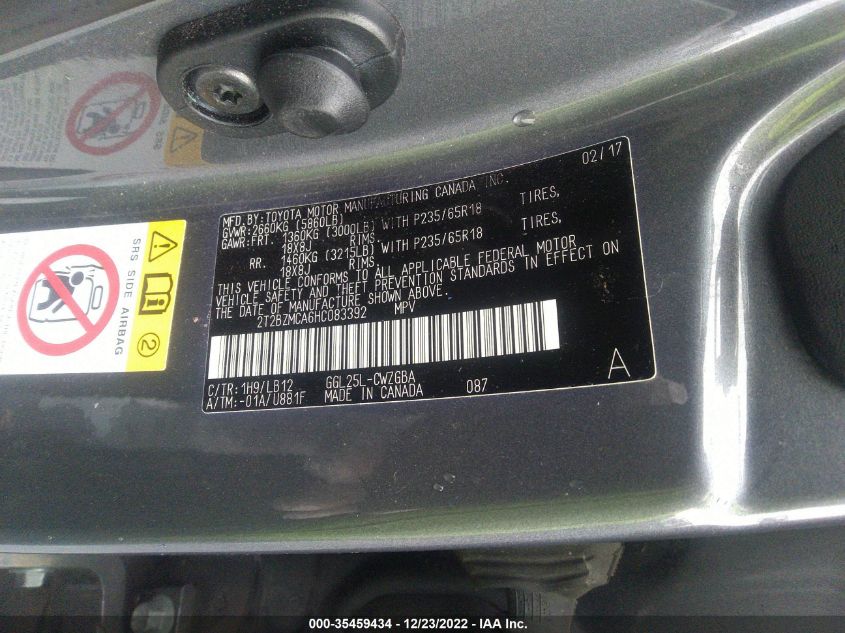 02/17
MFD.BY:TOYOTA MOTOR MANUFACTURING CANADA INC.
GVWR:2660KG (5860LB)
GAWR:FRT. 1360KG (3000LB)WITH P235/65R18 TIRES,
18X8J RIMS.
RR. 1460KG (3215LB)WITH P235/65R18 TIRES,
18X8J RIMS.
THIS VEHICLE CONFORMS TO ALL APPLICABLE FEDERAL MOTOR
VEHICLE SAFETY AND THEFT PREVENTION STANDARDS IN EFFECT ON
THE DATE OF MANUFACTURE SHOWN ABOVE.
2T2BZMCA6HC083392 MPV
C/TR:1H9/LB12 GGL25L-CWZGBA
A/TM:-01A/U881F MADE IN CANADA 087
A
SRS SIDE AIRBAG
2
000-35459434 - 12/23/2022 - IAA Inc.